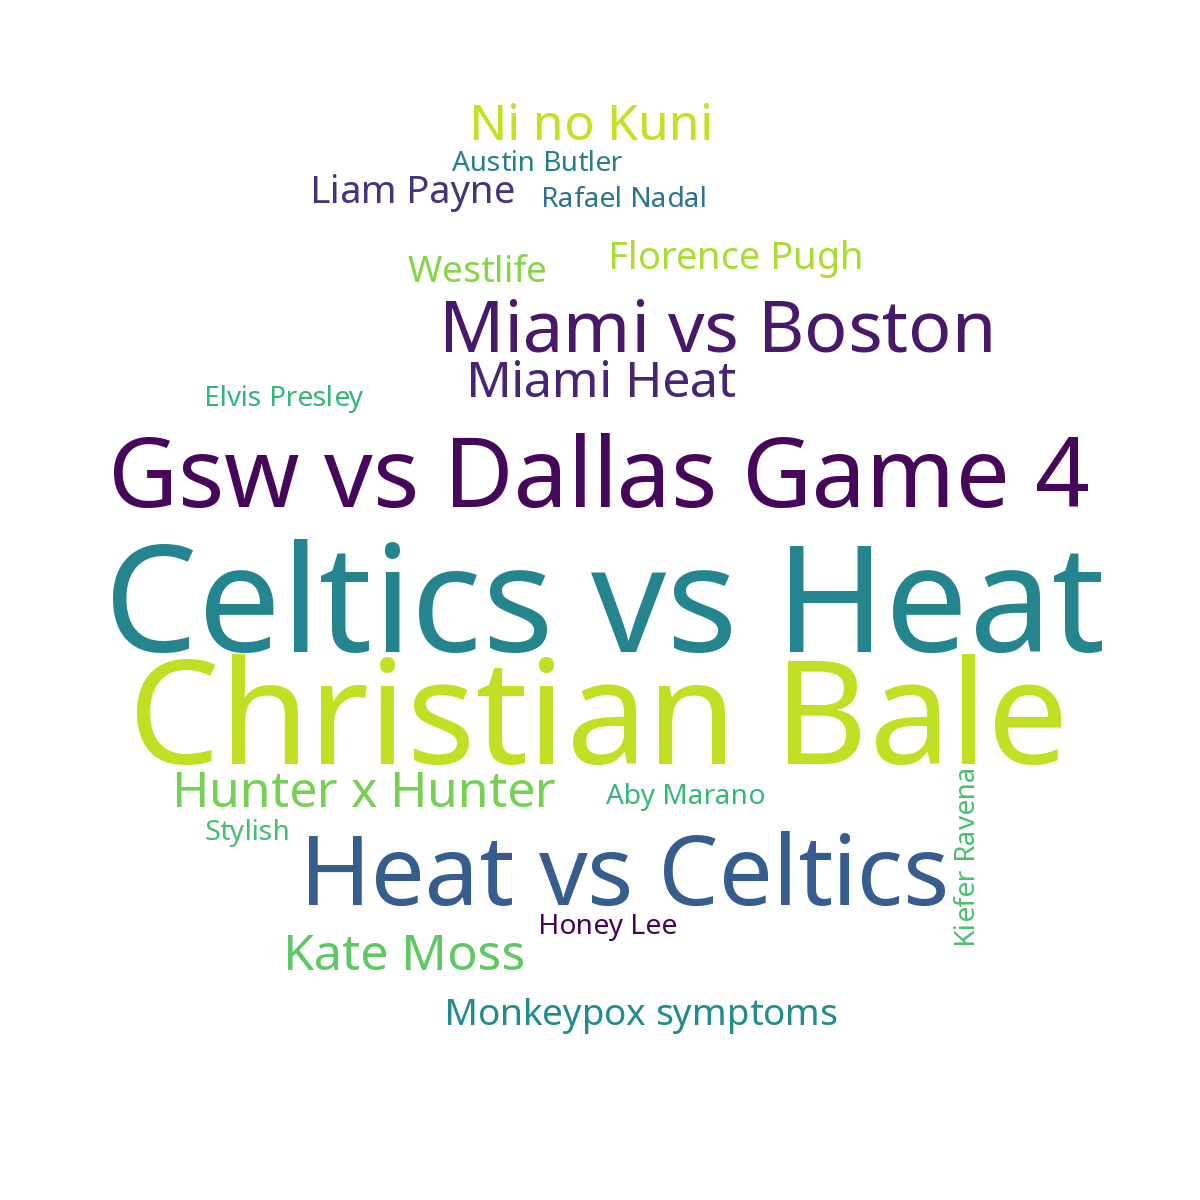 Ni no Kuni
Austin Butler
Liam Payne
Rafael Nadal
Florence Pugh
Westlife
Miami vs Boston
Miami Heat
Elvis Presley
Gsw vs Dallas Game 4
Celtics vs Heat
Christian Bale
Hunter x Hunter
Aby Marano
Kiefer Ravena
Stylish
Heat vs Celtics
Honey Lee
Kate Moss
Monkeypox symptoms